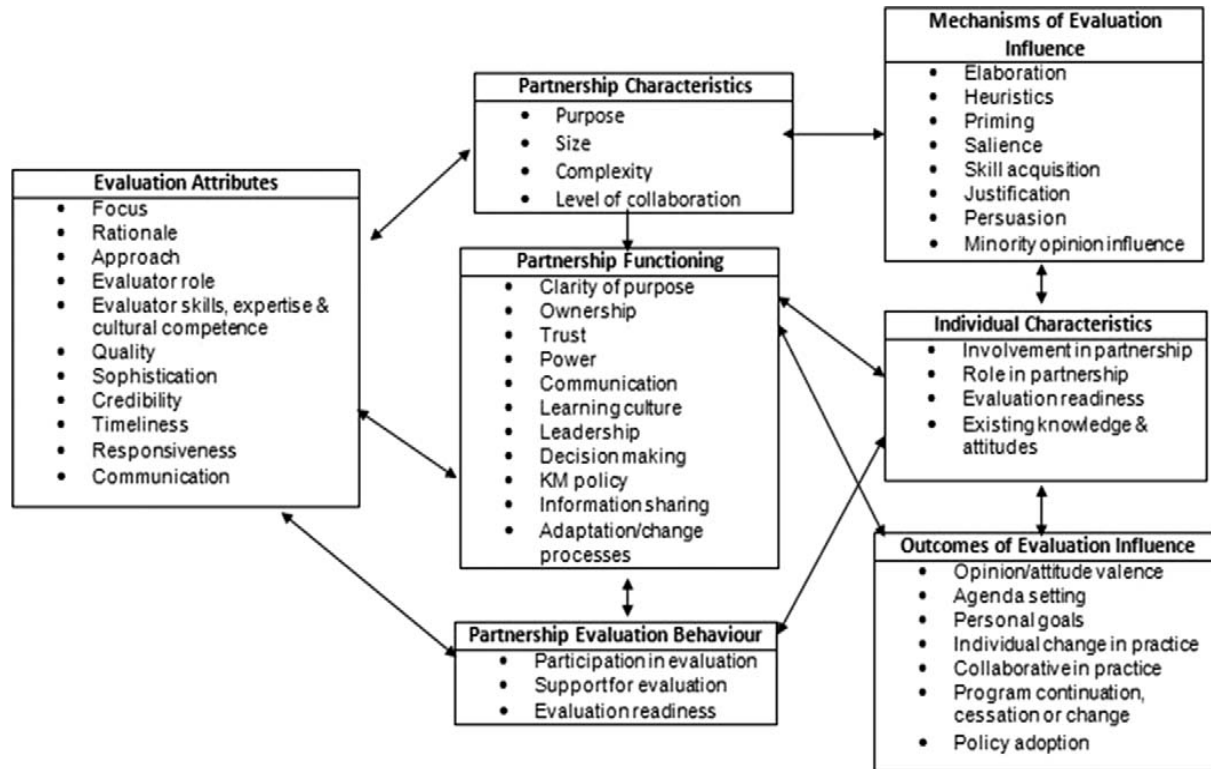 Evaluation Attributes
• Focus
• Rationale
• Approach
• Evaluator role
• Evaluator skills, expertise &
cultural competence
• Quality
• Sophistication
• Credibility
• Timeliness
• Responsiveness
• Communication
Partnership Characteristics
• Purpose
• Size
• Complexity
• Level of collaboration
Partnership Functioning
• Clarity of purpose
• Ownership
• Trust
• Power
• Communication
• Learning culture
• Leadership
• Decision making
• KM policy
• Information sharing
• Adaptation/change
processes
Partnership Evaluation Behaviour
• Participation in evaluation
• Support for evaluation
• Evaluation readiness
Mechanisms of Evaluation
Influence
• Elaboration
• Heuristics
• Priming
• Salience
• Skill acquisition
• Justification
• Persuasion
• Minority opinion influence
Individual Characteristics
• Involvement in partnership
• Role in partnership
• Evaluation readiness
• Existing knowledge &
attitudes
Outcomes of Evaluation Influence
• Opinion/attitude valence
• Agenda setting
• Personal goals
• Individual change in practice
• Collaborative in practice
• Program continuation,
cessation or change
• Policy adoption